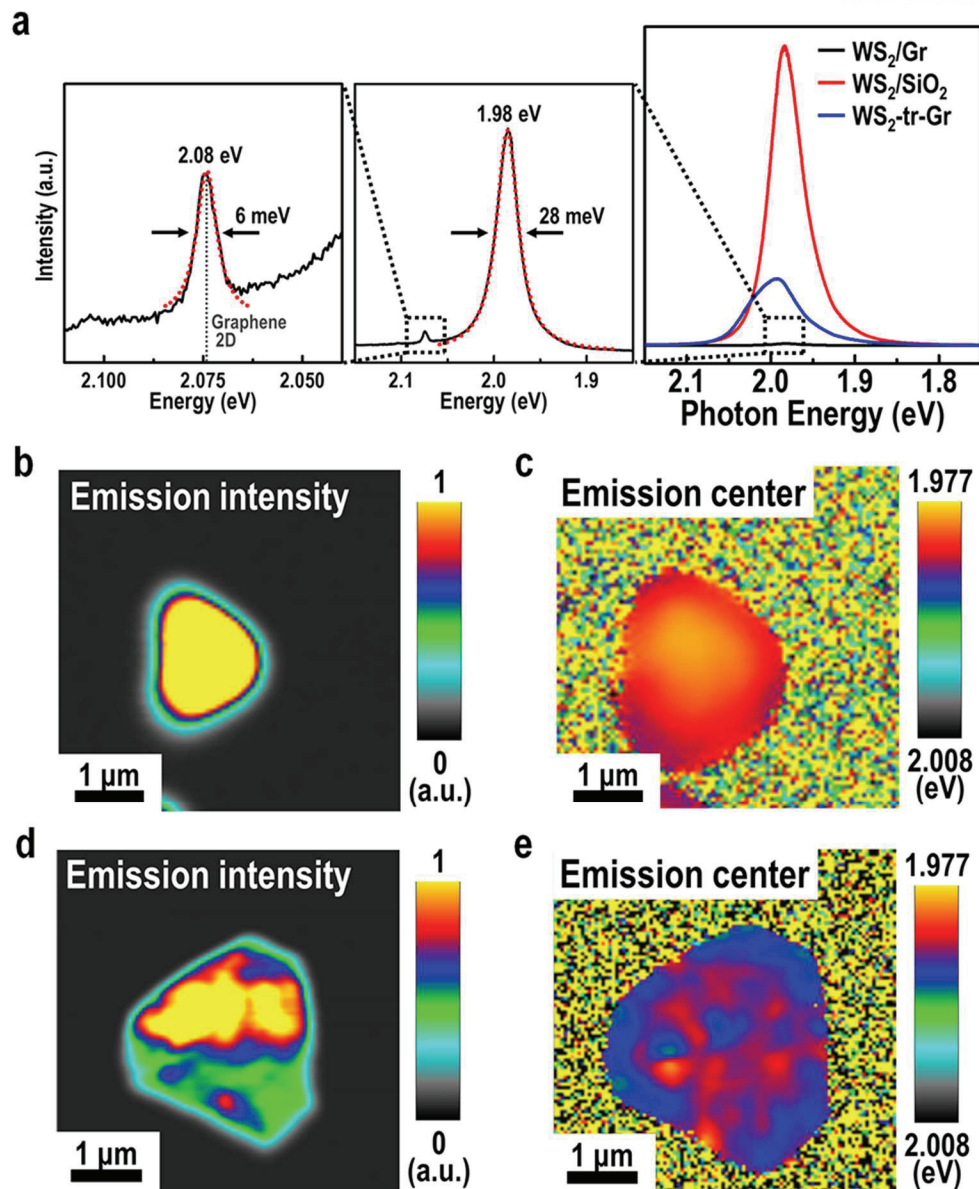 a
WS2/Gr
WS2/SiO2
WS2-tr-Gr
Intensity (a.u.)
2.08 eV
6 meV
Graphene
2D
2.100 2.075 2.050
Energy (eV)
1.98 eV
28 meV
2.1 2.0 1.9
Energy (eV)
2.1 2.0 1.9 1.8
Photon Energy (eV)
b
Emission intensity
1 µm
1
0
(a.u.)
c
Emission center
1 µm
1.977
2.008
(eV)
d
Emission intensity
1 µm
1
0
(a.u.)
e
Emission center
1 µm
1.977
2.008
(eV)